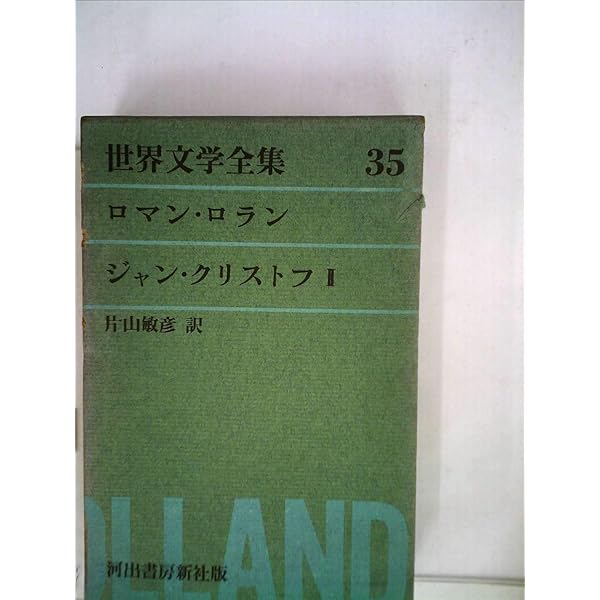 世界文学全集 35
ロマン・ロラン
ジャン・クリストフ Ⅱ
片山敏彦 訳
OLLAND
河出書房新社版